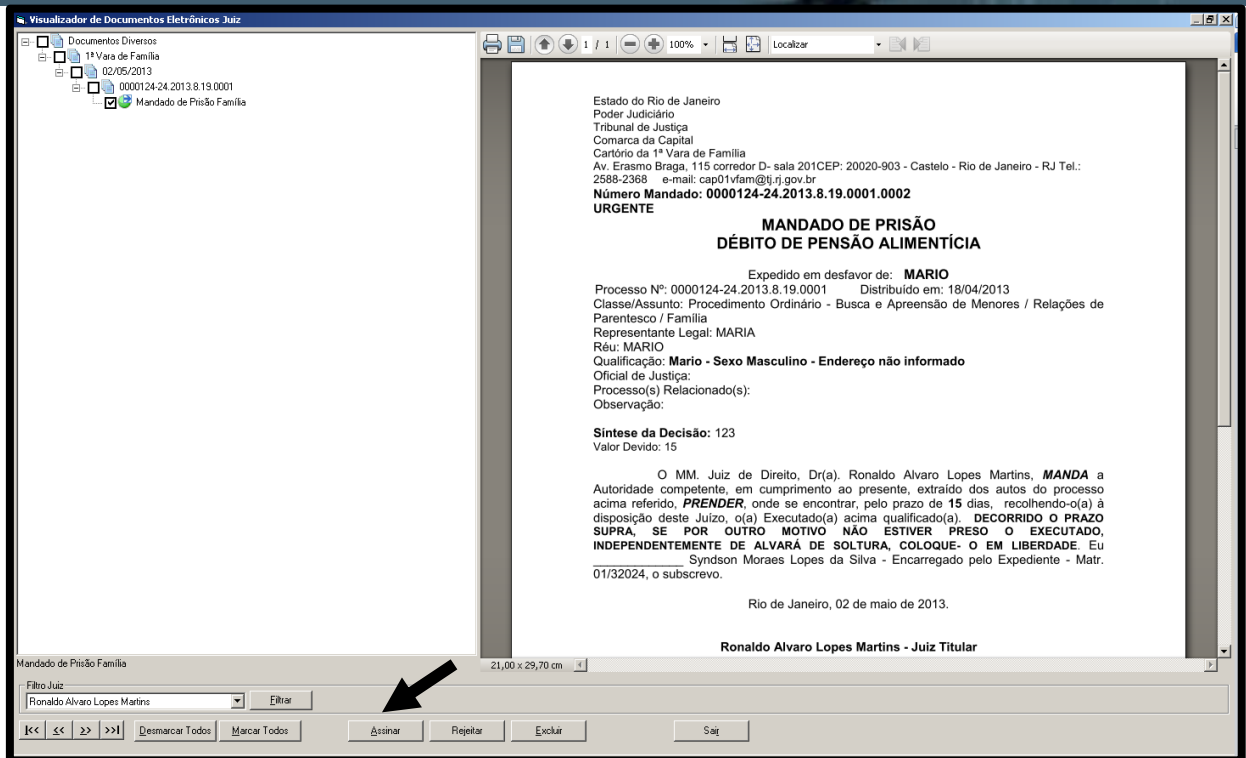 Visualizador de Documentos Eletrônicos Juiz
Documentos Diversos
1ª Vara de Família
02/05/2013
0000124-24.2013.8.19.0001
Mandado de Prisão Família
1 / 1 100% Localizar
Estado do Rio de Janeiro
Poder Judiciário
Tribunal de Justiça
Comarca da Capital
Cartório da 1ª Vara de Família
Av. Erasmo Braga, 115 corredor D- sala 201CEP: 20020-903 - Castelo - Rio de Janeiro - RJ Tel.:
2588-2368 e-mail: cap01vfam@tj.rj.gov.br
Número Mandado: 0000124-24.2013.8.19.0001.0002
URGENTE
MANDADO DE PRISÃO
DÉBITO DE PENSÃO ALIMENTÍCIA
Expedido em desfavor de: MARIO
Processo Nº: 0000124-24.2013.8.19.0001 Distribuído em: 18/04/2013
Classe/Assunto: Procedimento Ordinário - Busca e Apreensão de Menores / Relações de
Parentesco / Família
Representante Legal: MARIA
Réu: MARIO
Qualificação: Mario - Sexo Masculino - Endereço não informado
Oficial de Justiça:
Processo(s) Relacionado(s):
Observação:
Síntese da Decisão: 123
Valor Devido: 15
O MM. Juiz de Direito, Dr(a). Ronaldo Alvaro Lopes Martins, MANDA a
Autoridade competente, em cumprimento ao presente, extraído dos autos do processo
acima referido, PRENDER, onde se encontrar, pelo prazo de 15 dias, recolhendo-o(a) à
disposição deste Juízo, o(a) Executado(a) acima qualificado(a). DECORRIDO O PRAZO
SUPRA, SE POR OUTRO MOTIVO NÃO ESTIVER PRESO O EXECUTADO,
INDEPENDENTEMENTE DE ALVARÁ DE SOLTURA, COLOQUE- O EM LIBERDADE. Eu
_____________ Syndson Moraes Lopes da Silva - Encarregado pelo Expediente - Matr.
01/32024, o subscrevo.
Rio de Janeiro, 02 de maio de 2013.
Ronaldo Alvaro Lopes Martins - Juiz Titular
Mandado de Prisão Família
21,00 x 29,70 cm
Filtro Juiz
Ronaldo Alvaro Lopes Martins Filtrar
I<< << >> >>I Desmarcar Todos Marcar Todos Assinar Rejeitar Excluir Sair